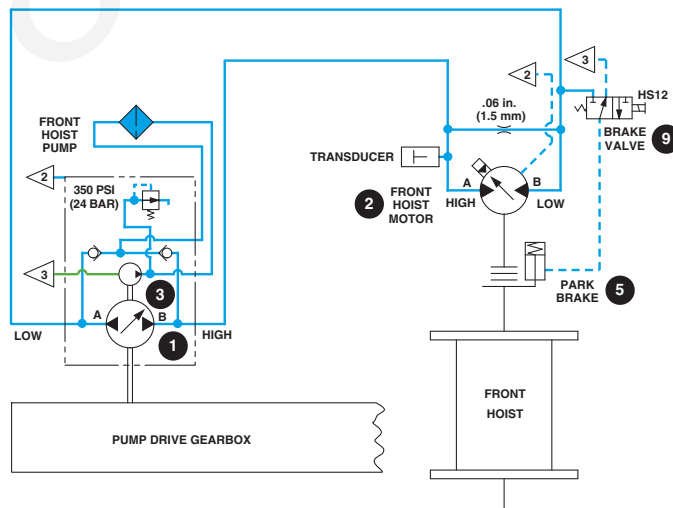 3
2
HS12
.06 in.
(1.5 mm)
BRAKE
VALVE
9
FRONT
HOIST
PUMP
TRANSDUCER
2
350 PSI
(24 BAR)
A
B
HIGH
LOW
2
FRONT
HOIST
MOTOR
3
3
PARK
BRAKE
5
A
B
LOW
HIGH
1
FRONT
HOIST
PUMP DRIVE GEARBOX